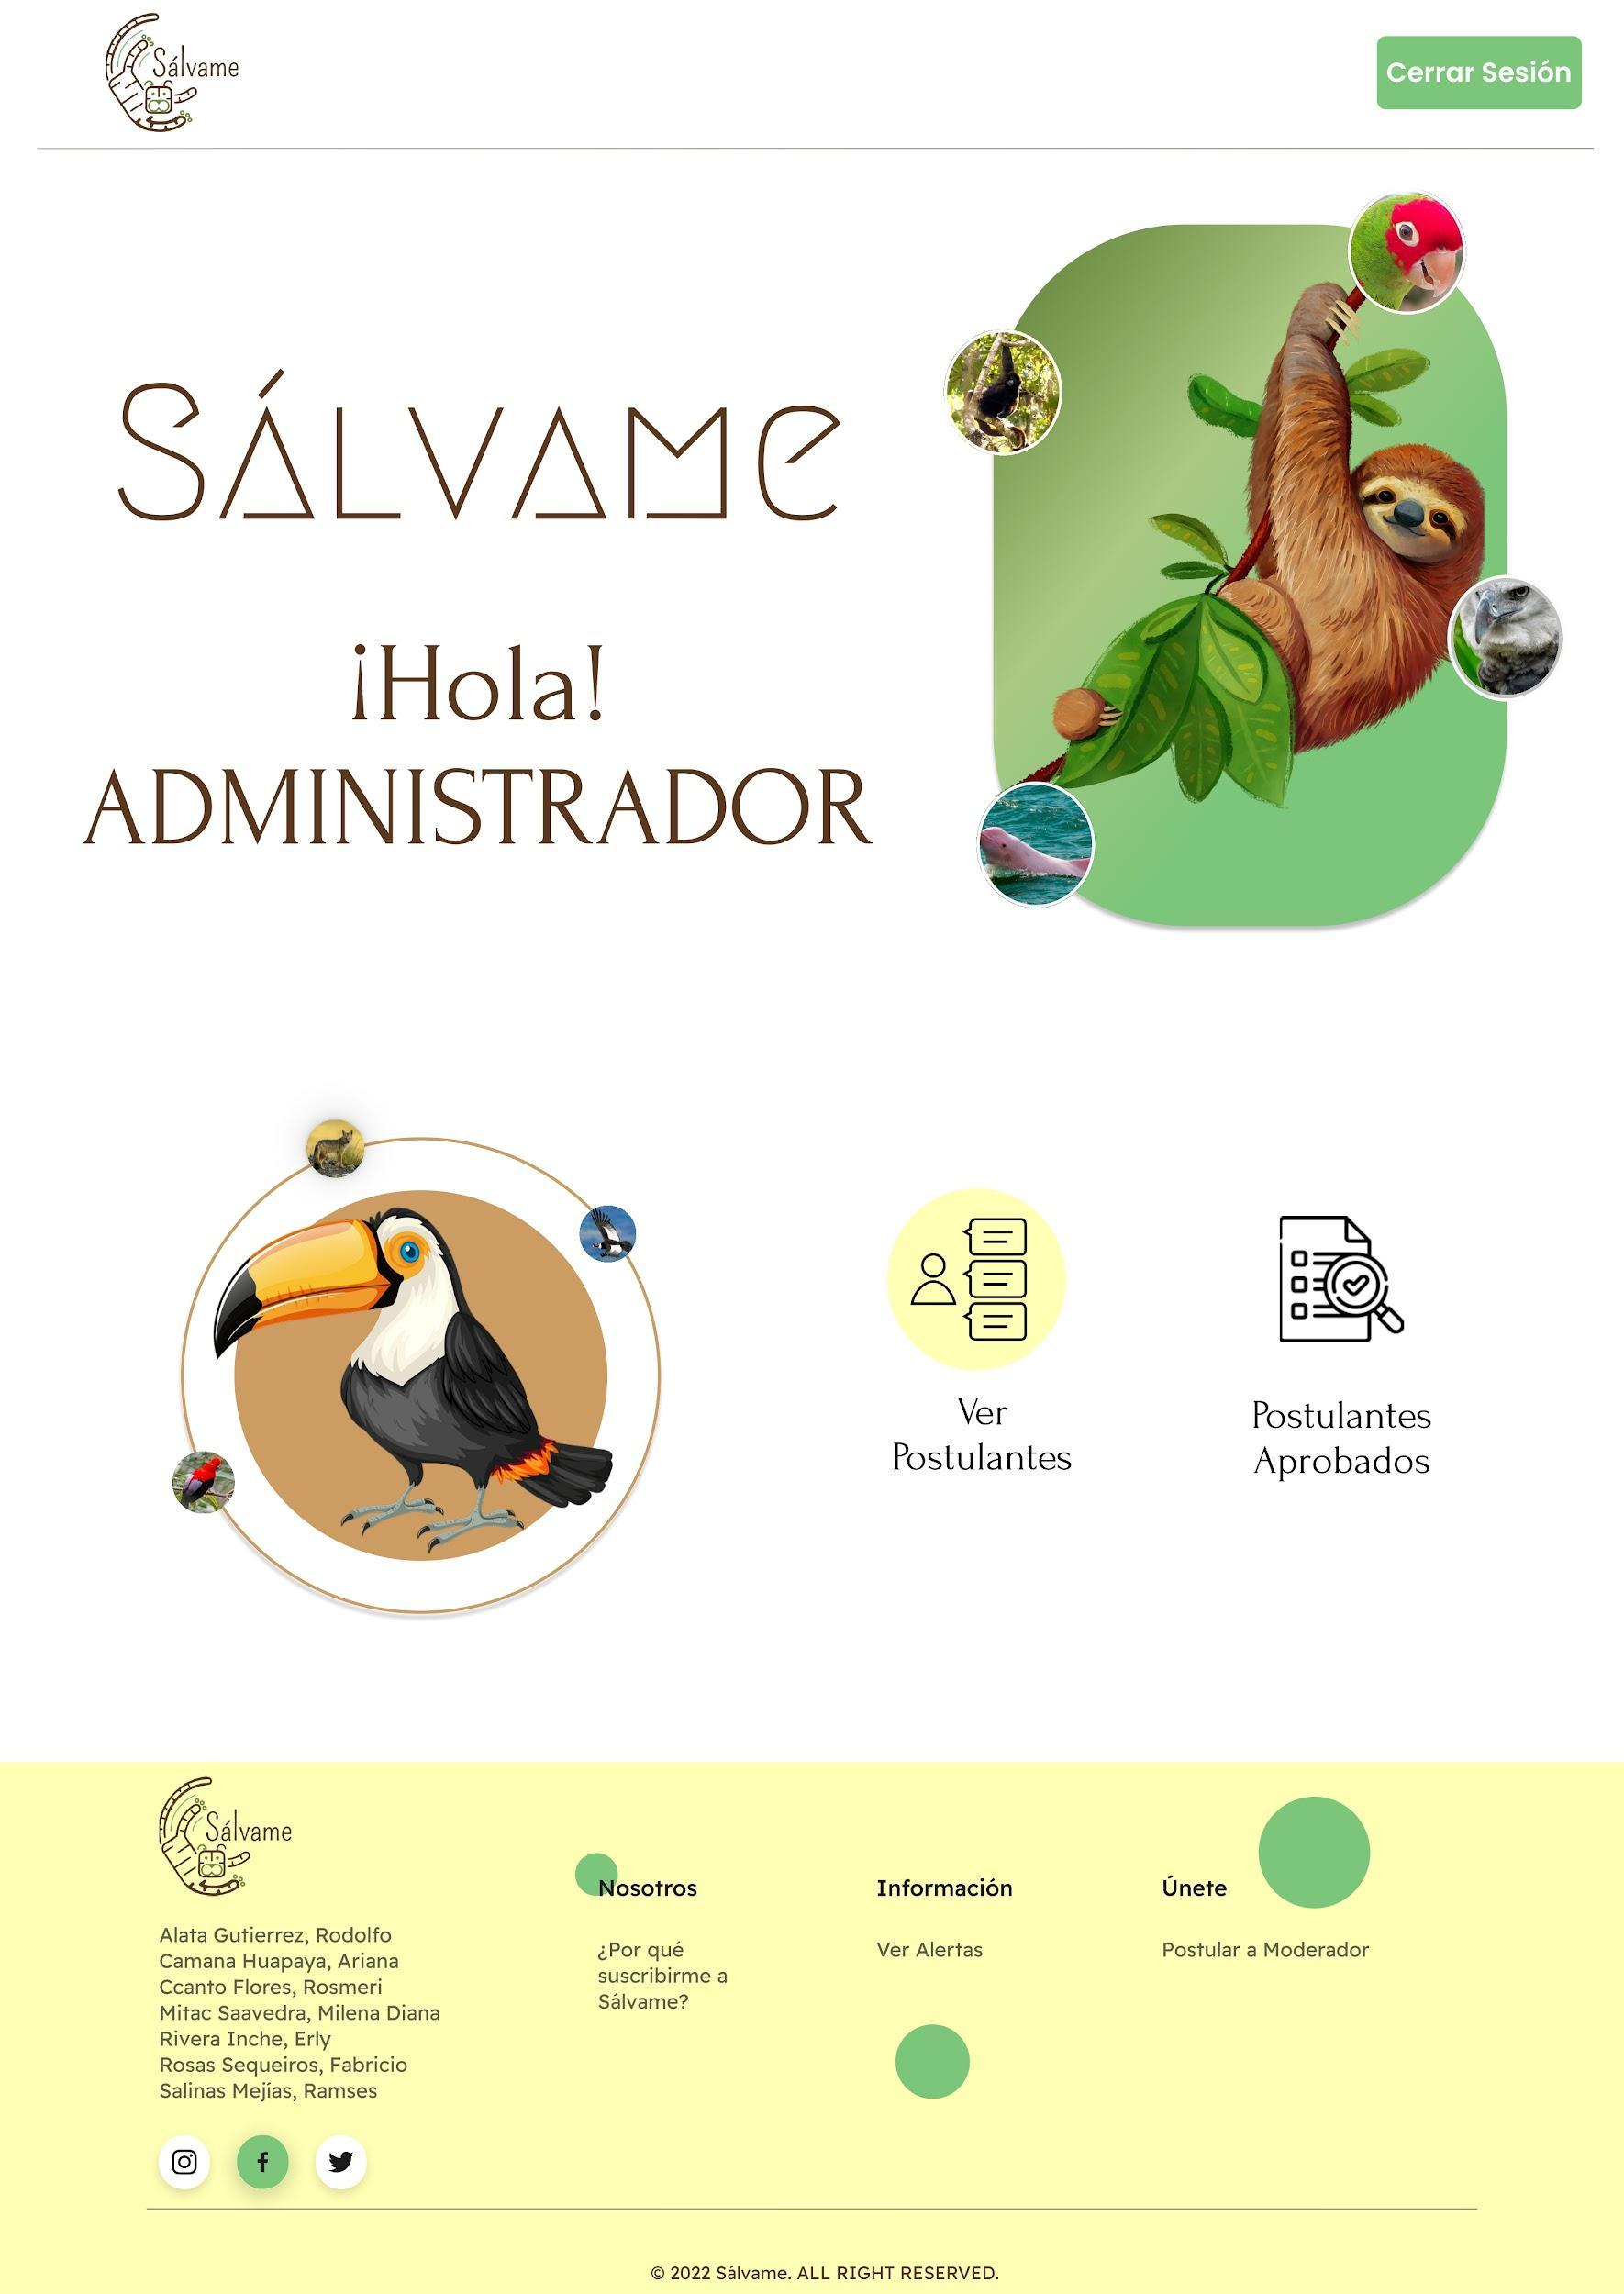 Sálvame
Cerrar Sesión
SÁLVAMe
¡Hola!
ADMINISTRADOR
Ver
Postulantes
Postulantes
Aprobados
Sálvame
Alata Gutierrez, Rodolfo
Camana Huapaya, Ariana
Ccanto Flores, Rosmeri
Mitac Saavedra, Milena Diana
Rivera Inche, Erly
Rosas Sequeiros, Fabricio
Salinas Mejías, Ramses
Nosotros
¿Por qué
suscribirme a
Sálvame?
Información
Ver Alertas
Únete
Postular a Moderador
© 2022 Sálvame. ALL RIGHT RESERVED.